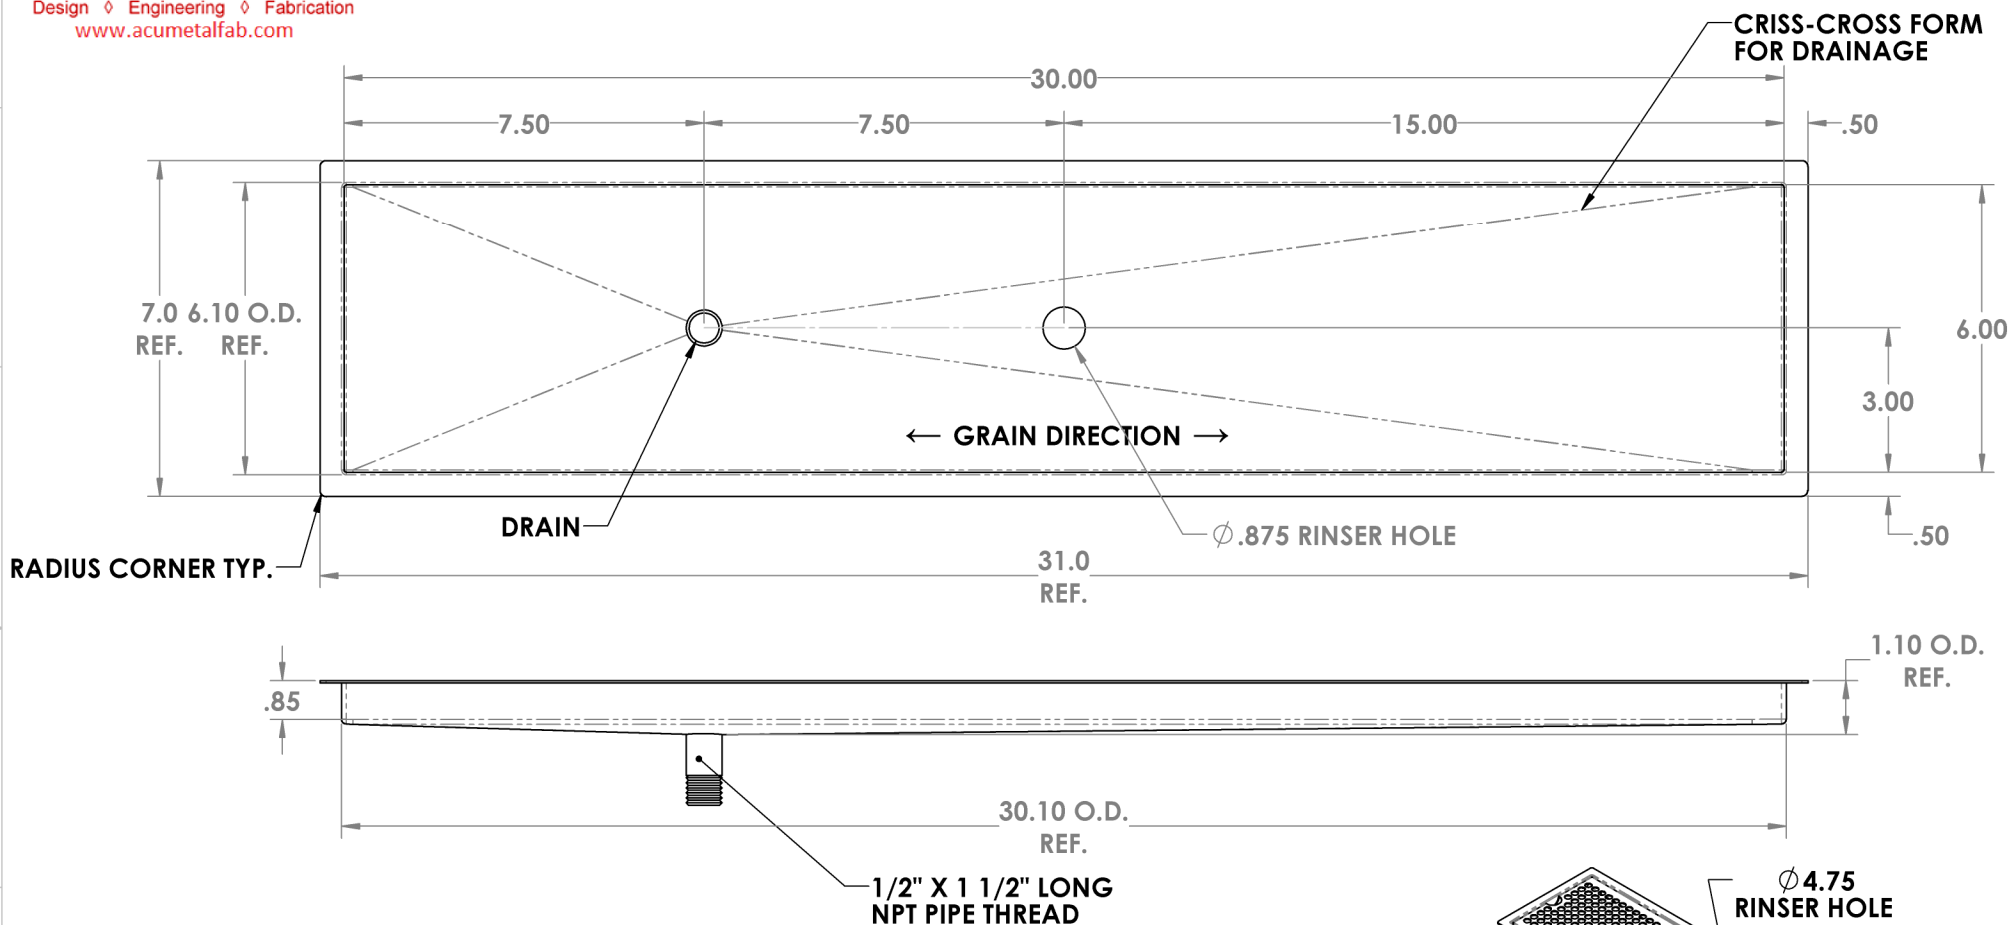 Design ◊ Engineering ◊ Fabrication
www.acumetalfab.com
CRISS-CROSS FORM
FOR DRAINAGE
30.00
7.50
7.50
15.00
.50
7.0
REF.
6.10 O.D.
REF.
6.00
3.00
← GRAIN DIRECTION →
DRAIN
∅.875 RINSER HOLE
.50
RADIUS CORNER TYP.
31.0
REF.
1.10 O.D.
REF.
.85
30.10 O.D.
REF.
1/2" X 1 1/2" LONG
NPT PIPE THREAD
∅4.75
RINSER HOLE